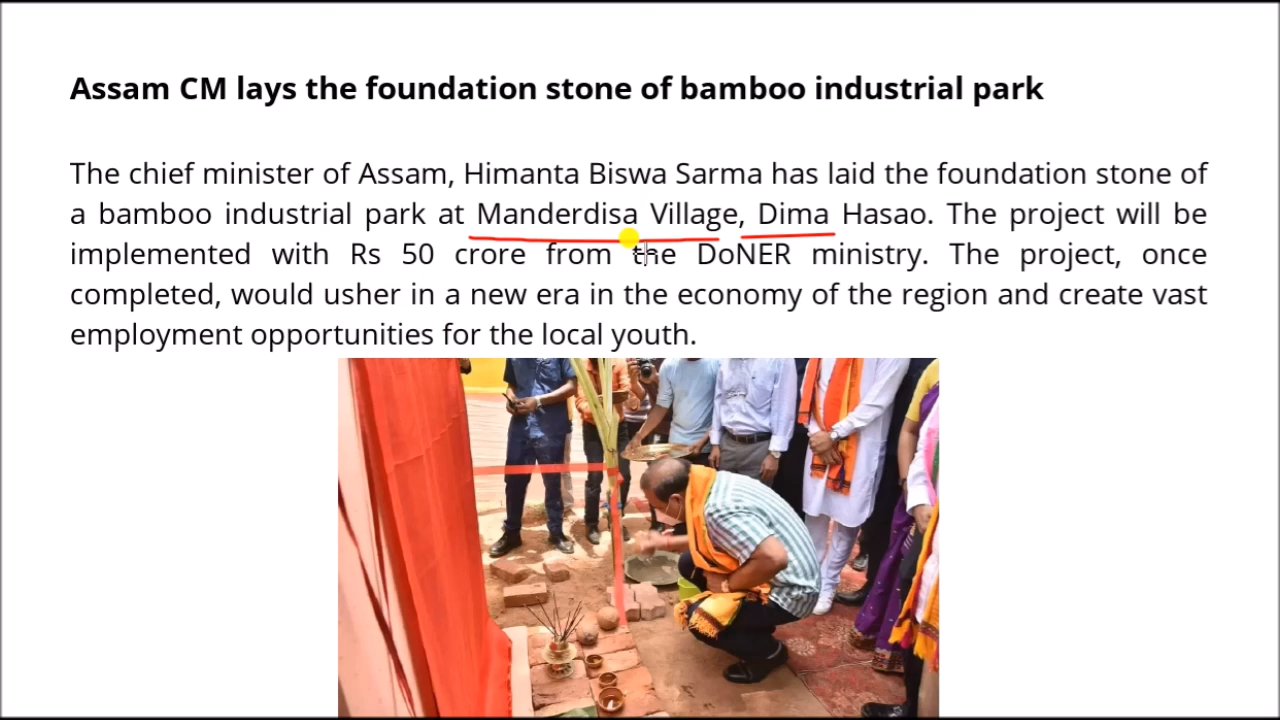 Assam CM lays the foundation stone of bamboo industrial park
The chief minister of Assam, Himanta Biswa Sarma has laid the foundation stone of
a bamboo industrial park at Manderdisa Village, Dima Hasao. The project will be
implemented with Rs 50 crore from the DoNER ministry. The project, once
completed, would usher in a new era in the economy of the region and create vast
employment opportunities for the local youth.